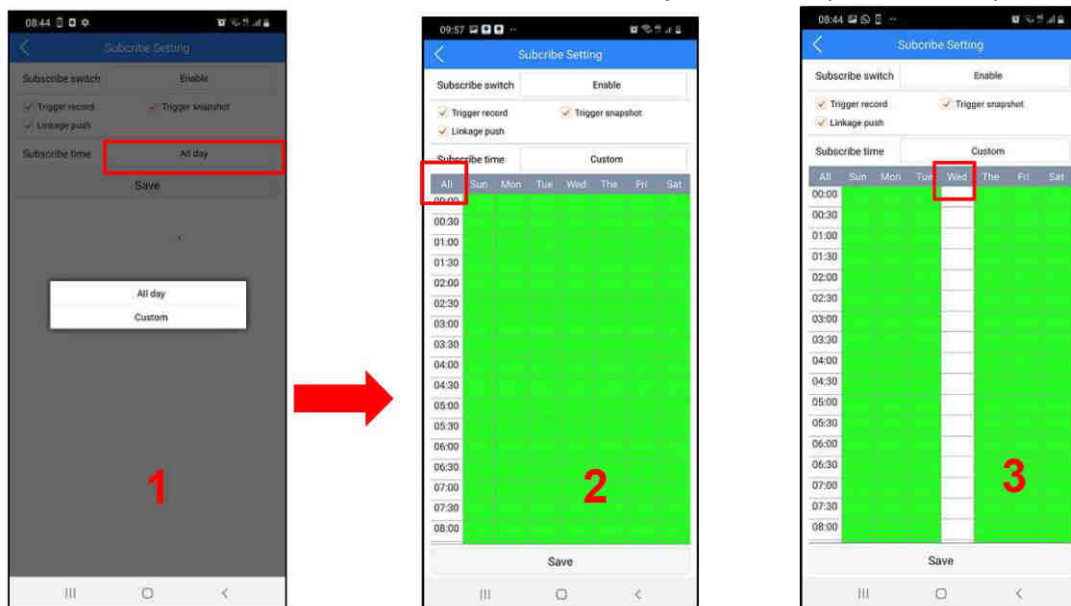 08:44
Subcribe Setting
Subscribe switch Enable
Trigger record Trigger snapshot
Linkage push
Subscribe time All day
Save
All day
Custom
1
09:57
Subcribe Setting
Subscribe switch Enable
Trigger record Trigger snapshot
Linkage push
Subscribe time Custom
All Sun Mon Tue Wed The Fri Sat
00:00
00:30
01:00
01:30
02:00
02:30
03:00
03:30
04:00
04:30
05:00
05:30
06:00
06:30
07:00
07:30
08:00
Save
2
08:44
Subcribe Setting
Subscribe switch Enable
Trigger record Trigger snapshot
Linkage push
Subscribe time Custom
All Sun Mon Tue Wed The Fri Sat
00:00
00:30
01:00
01:30
02:00
02:30
03:00
03:30
04:00
04:30
05:00
05:30
06:00
06:30
07:00
07:30
08:00
Save
3